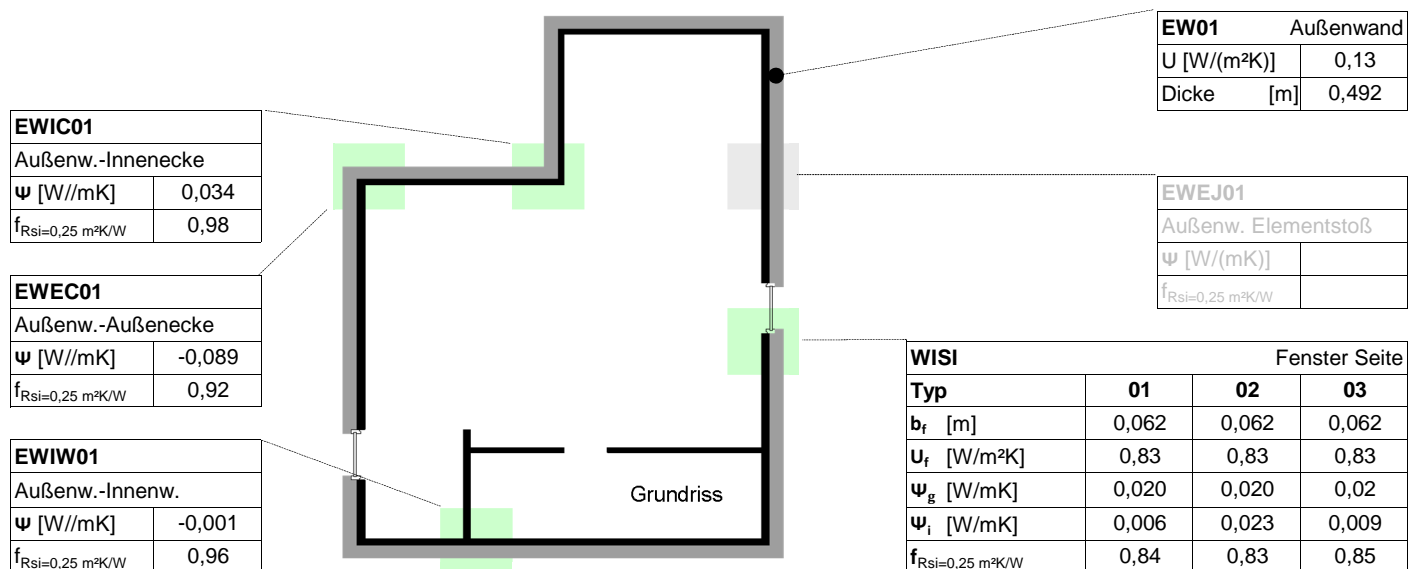 EW01 Außenwand
U [W/(m²K)] 0,13
Dicke [m] 0,492
EWIC01
Außenw.-Innenecke
Ψ [W//mK] 0,034
fRsi=0,25 m²K/W 0,98
EWEJ01
Außenw. Elementstoß
Ψ [W/(mK)]
fRsi=0,25 m²K/W
EWEC01
Außenw.-Außenecke
Ψ [W//mK] -0,089
fRsi=0,25 m²K/W 0,92
WISI Fenster Seite
Typ 01 02 03
bf [m] 0,062 0,062 0,062
Uf [W/m²K] 0,83 0,83 0,83
Ψg [W/mK] 0,020 0,020 0,02
Ψi [W/mK] 0,006 0,023 0,009
fRsi=0,25 m²K/W 0,84 0,83 0,85
EWIW01
Außenw.-Innenw.
Ψ [W//mK] -0,001
fRsi=0,25 m²K/W 0,96
Grundriss